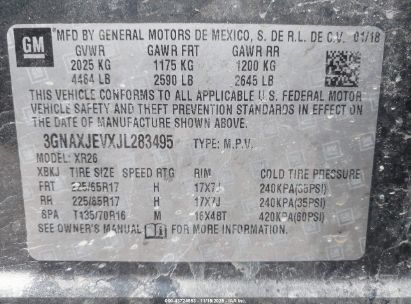 GM
MFD BY GENERAL MOTORS DE MEXICO, S. DE R.L. DE C.V. 01/18
GVWR GAWR FRT GAWR RR
2025 KG 1175 KG 1200 KG
4464 LB 2590 LB 2645 LB
THIS VEHICLE CONFORMS TO ALL APPLICABLE U.S. FEDERAL MOTOR
VEHICLE SAFETY AND THEFT PREVENTION STANDARDS IN EFFECT ON
THE DATE OF MANUFACTURE SHOWN ABOVE.
3GNAXJEVXJL283495 TYPE: M.P.V.
MODEL: XR26
XBKJ TIRE SIZE SPEED RTG RIM COLD TIRE PRESSURE
FRT 225/65R17 H 17X7J 240KPA(35PSI)
RR 225/65R17 H 17X7J 240KPA(35PSI)
SPA T135/70R16 M 16X4BT 420KPA(60PSI)
SEE OWNER'S MANUAL FOR MORE INFORMATION.